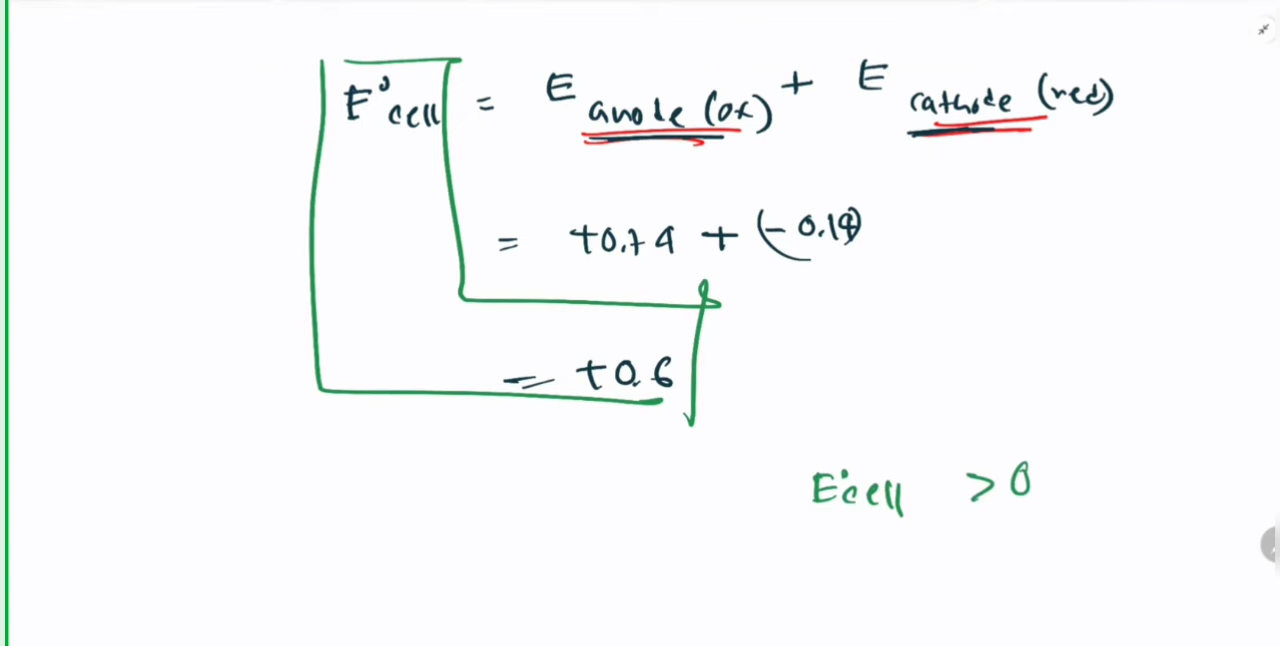 E°cell = E anode (ox) + E cathode (red)
= +0.74 + (-0.14)
= +0.6
E°cell > 0